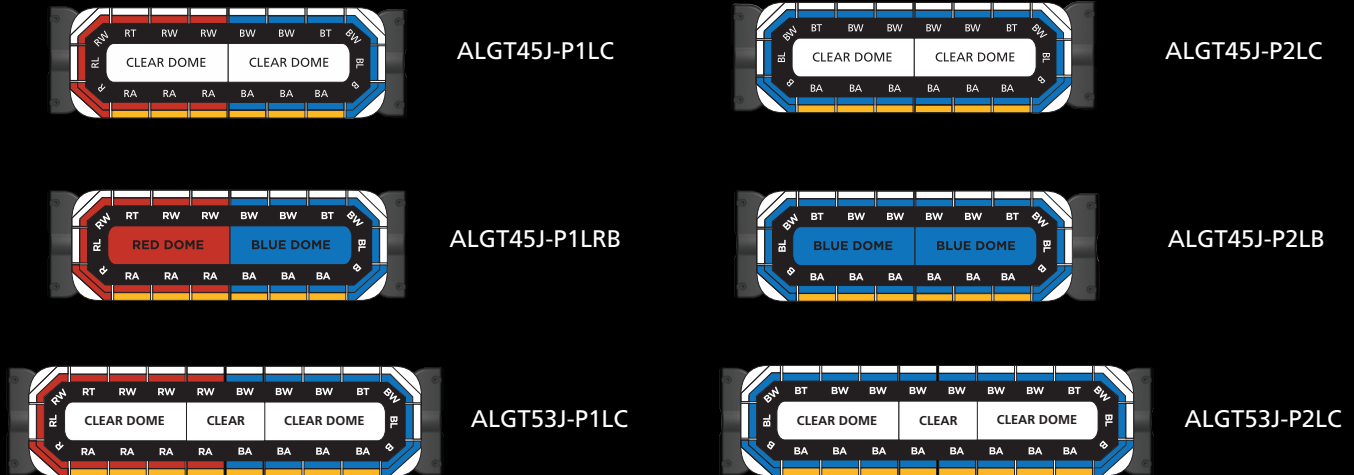 RW RT RW RW BW BW BT BW
RL CLEAR DOME CLEAR DOME BL
R RA RA RA BA BA BA B
ALGT45J-P1LC
BW BT BW BW BW BW BT BW
BL CLEAR DOME CLEAR DOME BL
B BA BA BA BA BA BA B
ALGT45J-P2LC
RW RT RW RW BW BW BT BW
RL RED DOME BLUE DOME BL
R RA RA RA BA BA BA B
ALGT45J-P1LRB
BW BT BW BW BW BW BT BW
BL BLUE DOME BLUE DOME BL
B BA BA BA BA BA BA B
ALGT45J-P2LB
RW RT RW RW RW BW BW BW BT BW
RL CLEAR DOME CLEAR CLEAR DOME BL
R RA RA RA RA BA BA BA BA B
ALGT53J-P1LC
BW BT BW BW BW BW BW BW BT BW
BL CLEAR DOME CLEAR CLEAR DOME BL
B BA BA BA BA BA BA BA BA B
ALGT53J-P2LC